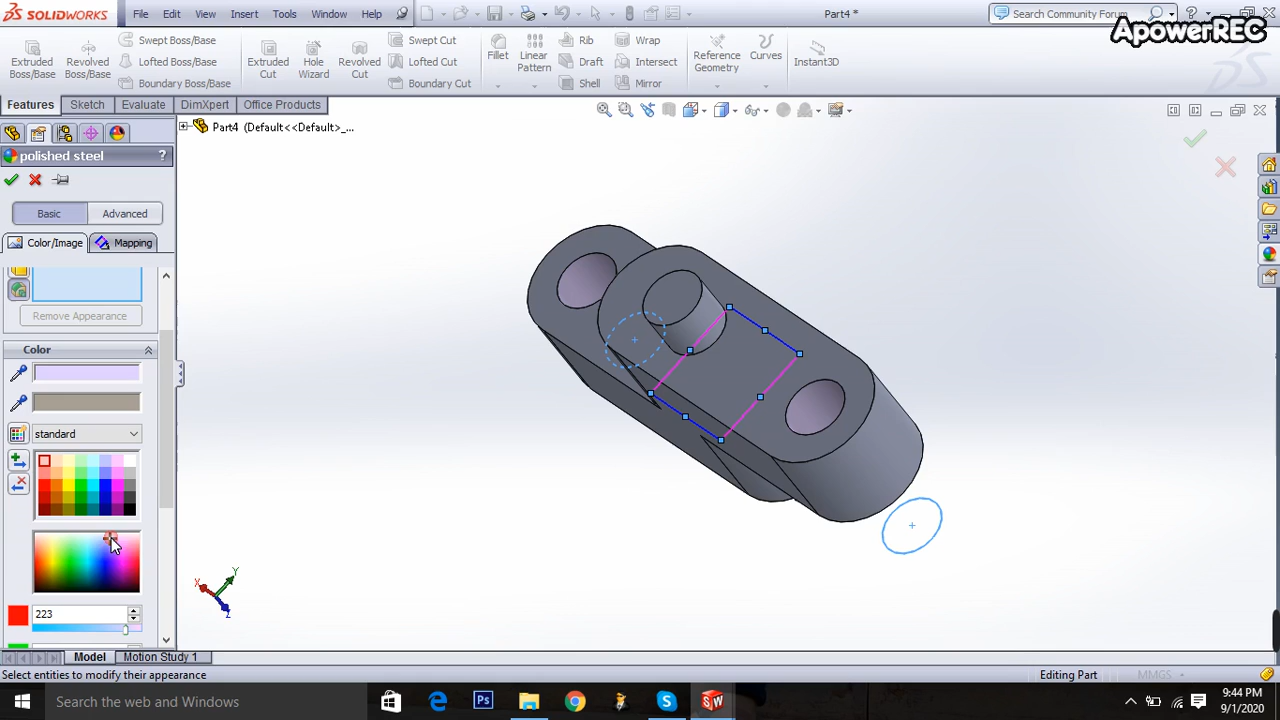 SOLIDWORKS File Edit View Insert Tools Window Help Part4 * Search Community Forum ?
ApowerREC
Extruded Boss/Base
Revolved Boss/Base
Swept Boss/Base
Lofted Boss/Base
Boundary Boss/Base
Extruded Cut
Hole Wizard
Revolved Cut
Swept Cut
Lofted Cut
Boundary Cut
Fillet
Linear Pattern
Rib
Draft
Shell
Wrap
Intersect
Mirror
Reference Geometry
Curves
Instant3D
Features Sketch Evaluate DimXpert Office Products
Part4 (Default<<Default>_...
polished steel ?
Basic Advanced
Color/Image Mapping
Remove Appearance
Color
standard
223
X Y Z
Model Motion Study 1
Select entities to modify their appearance Editing Part MMGS
Search the web and Windows
9:44 PM
9/1/2020